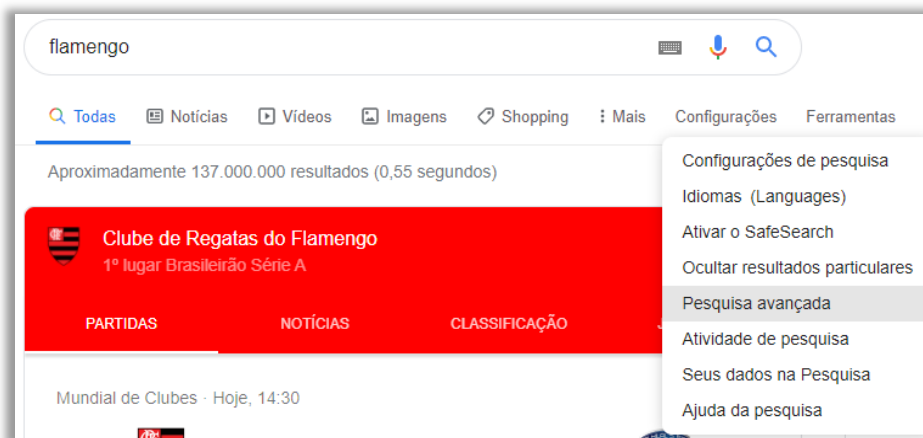 flamengo
Todas Notícias Vídeos Imagens Shopping Mais Configurações Ferramentas
Aproximadamente 137.000.000 resultados (0,55 segundos)
Configurações de pesquisa
Idiomas (Languages)
Ativar o SafeSearch
Ocultar resultados particulares
Pesquisa avançada
Atividade de pesquisa
Seus dados na Pesquisa
Ajuda da pesquisa
Clube de Regatas do Flamengo
1º lugar Brasileirão Série A
PARTIDAS NOTÍCIAS CLASSIFICAÇÃO
Mundial de Clubes · Hoje, 14:30